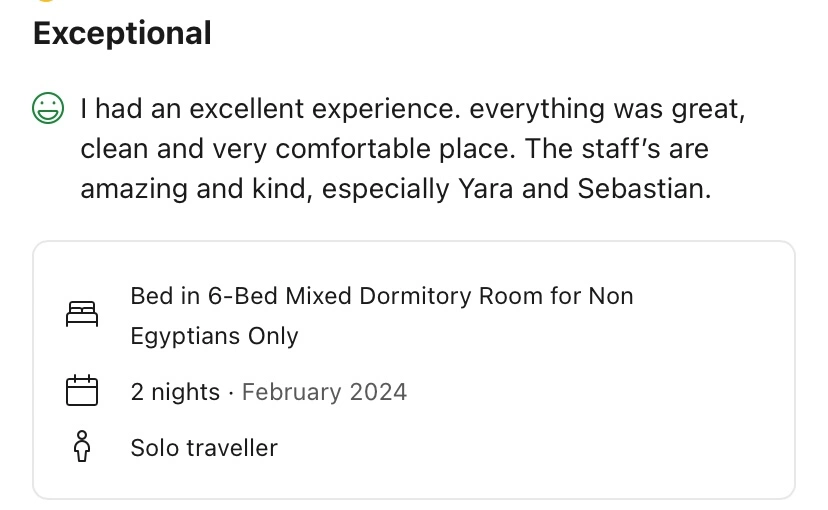 Exceptional
I had an excellent experience. everything was great,
clean and very comfortable place. The staff’s are
amazing and kind, especially Yara and Sebastian.
Bed in 6-Bed Mixed Dormitory Room for Non
Egyptians Only
2 nights · February 2024
Solo traveller